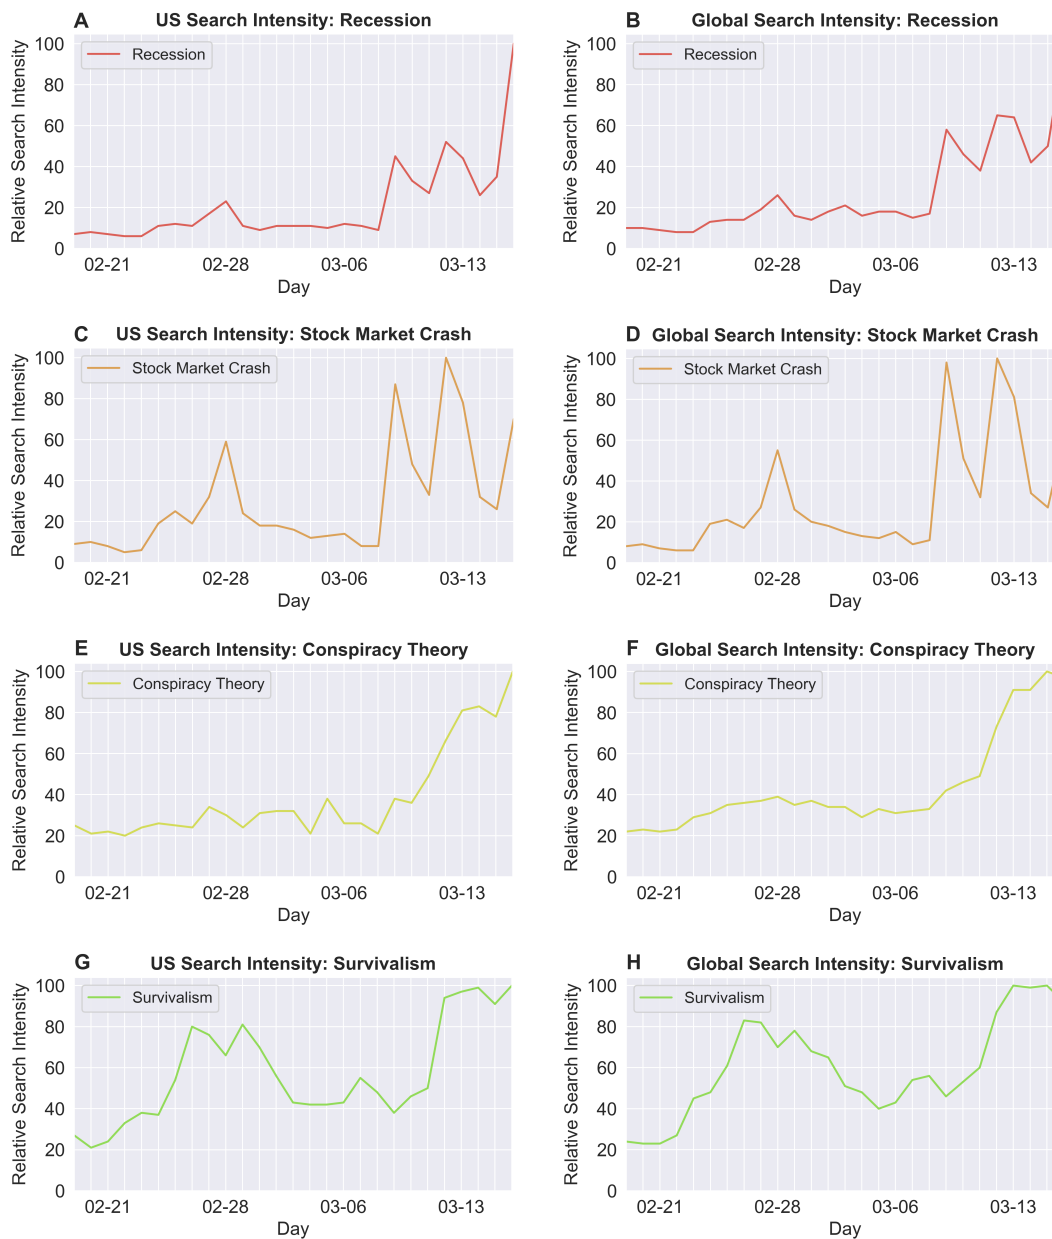 A US Search Intensity: Recession
Relative Search Intensity
100
80
60
40
20
0
Recession
02-21 02-28 03-06 03-13
Day
B Global Search Intensity: Recession
Relative Search Intensity
100
80
60
40
20
0
Recession
02-21 02-28 03-06 03-13
Day
C US Search Intensity: Stock Market Crash
Relative Search Intensity
100
80
60
40
20
0
Stock Market Crash
02-21 02-28 03-06 03-13
Day
D Global Search Intensity: Stock Market Crash
Relative Search Intensity
100
80
60
40
20
0
Stock Market Crash
02-21 02-28 03-06 03-13
Day
E US Search Intensity: Conspiracy Theory
Relative Search Intensity
100
80
60
40
20
0
Conspiracy Theory
02-21 02-28 03-06 03-13
Day
F Global Search Intensity: Conspiracy Theory
Relative Search Intensity
100
80
60
40
20
0
Conspiracy Theory
02-21 02-28 03-06 03-13
Day
G US Search Intensity: Survivalism
Relative Search Intensity
100
80
60
40
20
0
Survivalism
02-21 02-28 03-06 03-13
Day
H Global Search Intensity: Survivalism
Relative Search Intensity
100
80
60
40
20
0
Survivalism
02-21 02-28 03-06 03-13
Day